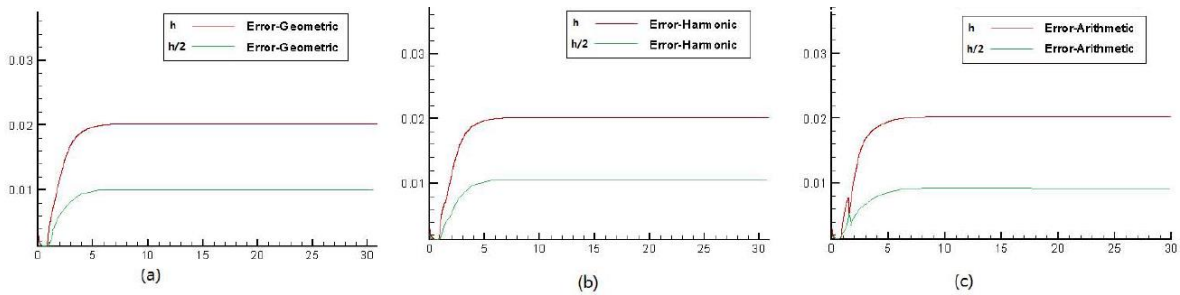 h Error-Geometric
h/2 Error-Geometric
0.03
0.02
0.01
0 5 10 15 20 25 30
(a)
h Error-Harmonic
h/2 Error-Harmonic
0.03
0.02
0.01
0 5 10 15 20 25 30
(b)
h Error-Arithmetic
h/2 Error-Arithmetic
0.03
0.02
0.01
0 5 10 15 20 25 30
(c)